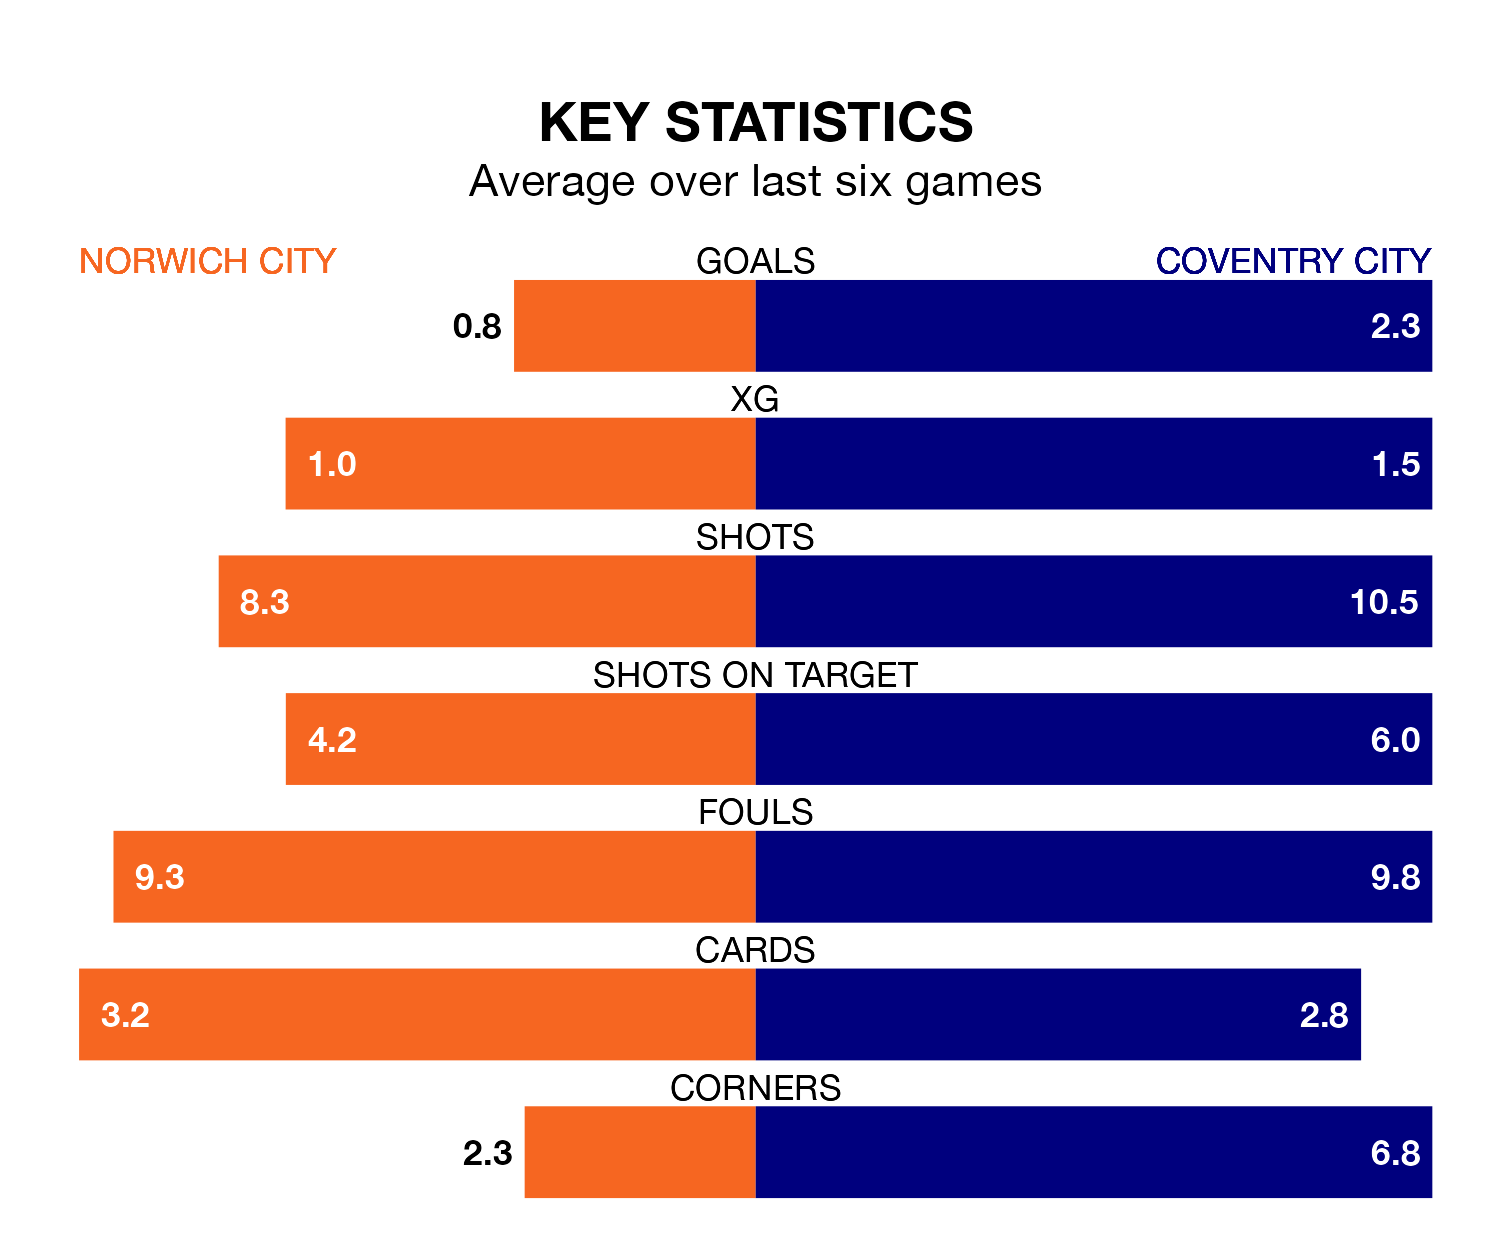 KEY STATISTICS
Average over last six games
NORWICH CITY GOALS COVENTRY CITY
0.8 2.3
XG
1.0 1.5
SHOTS
8.3 10.5
SHOTS ON TARGET
4.2 6.0
FOULS
9.3 9.8
CARDS
3.2 2.8
CORNERS
2.3 6.8